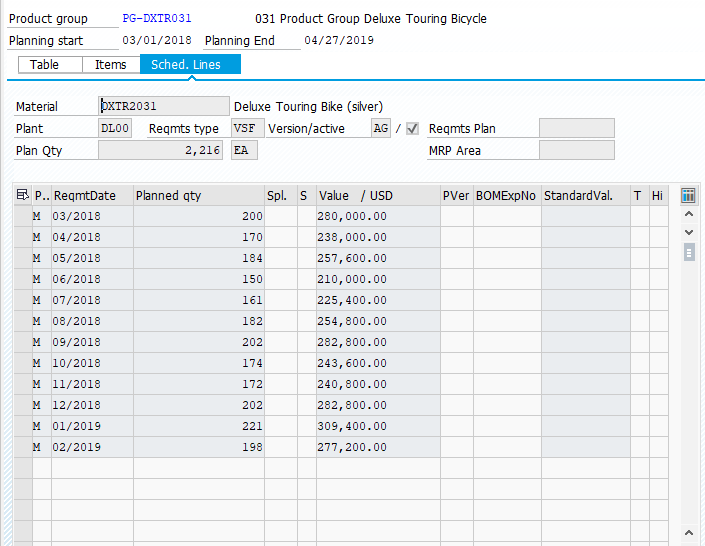 Product group PG-DXTR031 031 Product Group Deluxe Touring Bicycle
Planning start 03/01/2018 Planning End 04/27/2019
Table Items Sched. Lines
Material DXTR2031 Deluxe Touring Bike (silver)
Plant DL00 Reqmts type VSF Version/active AG / Reqmts Plan
Plan Qty 2,216 EA MRP Area
P.. ReqmtDate Planned qty Spl. S Value / USD PVer BOMExpNo StandardVal. T Hi
M 03/2018 200 280,000.00
M 04/2018 170 238,000.00
M 05/2018 184 257,600.00
M 06/2018 150 210,000.00
M 07/2018 161 225,400.00
M 08/2018 182 254,800.00
M 09/2018 202 282,800.00
M 10/2018 174 243,600.00
M 11/2018 172 240,800.00
M 12/2018 202 282,800.00
M 01/2019 221 309,400.00
M 02/2019 198 277,200.00